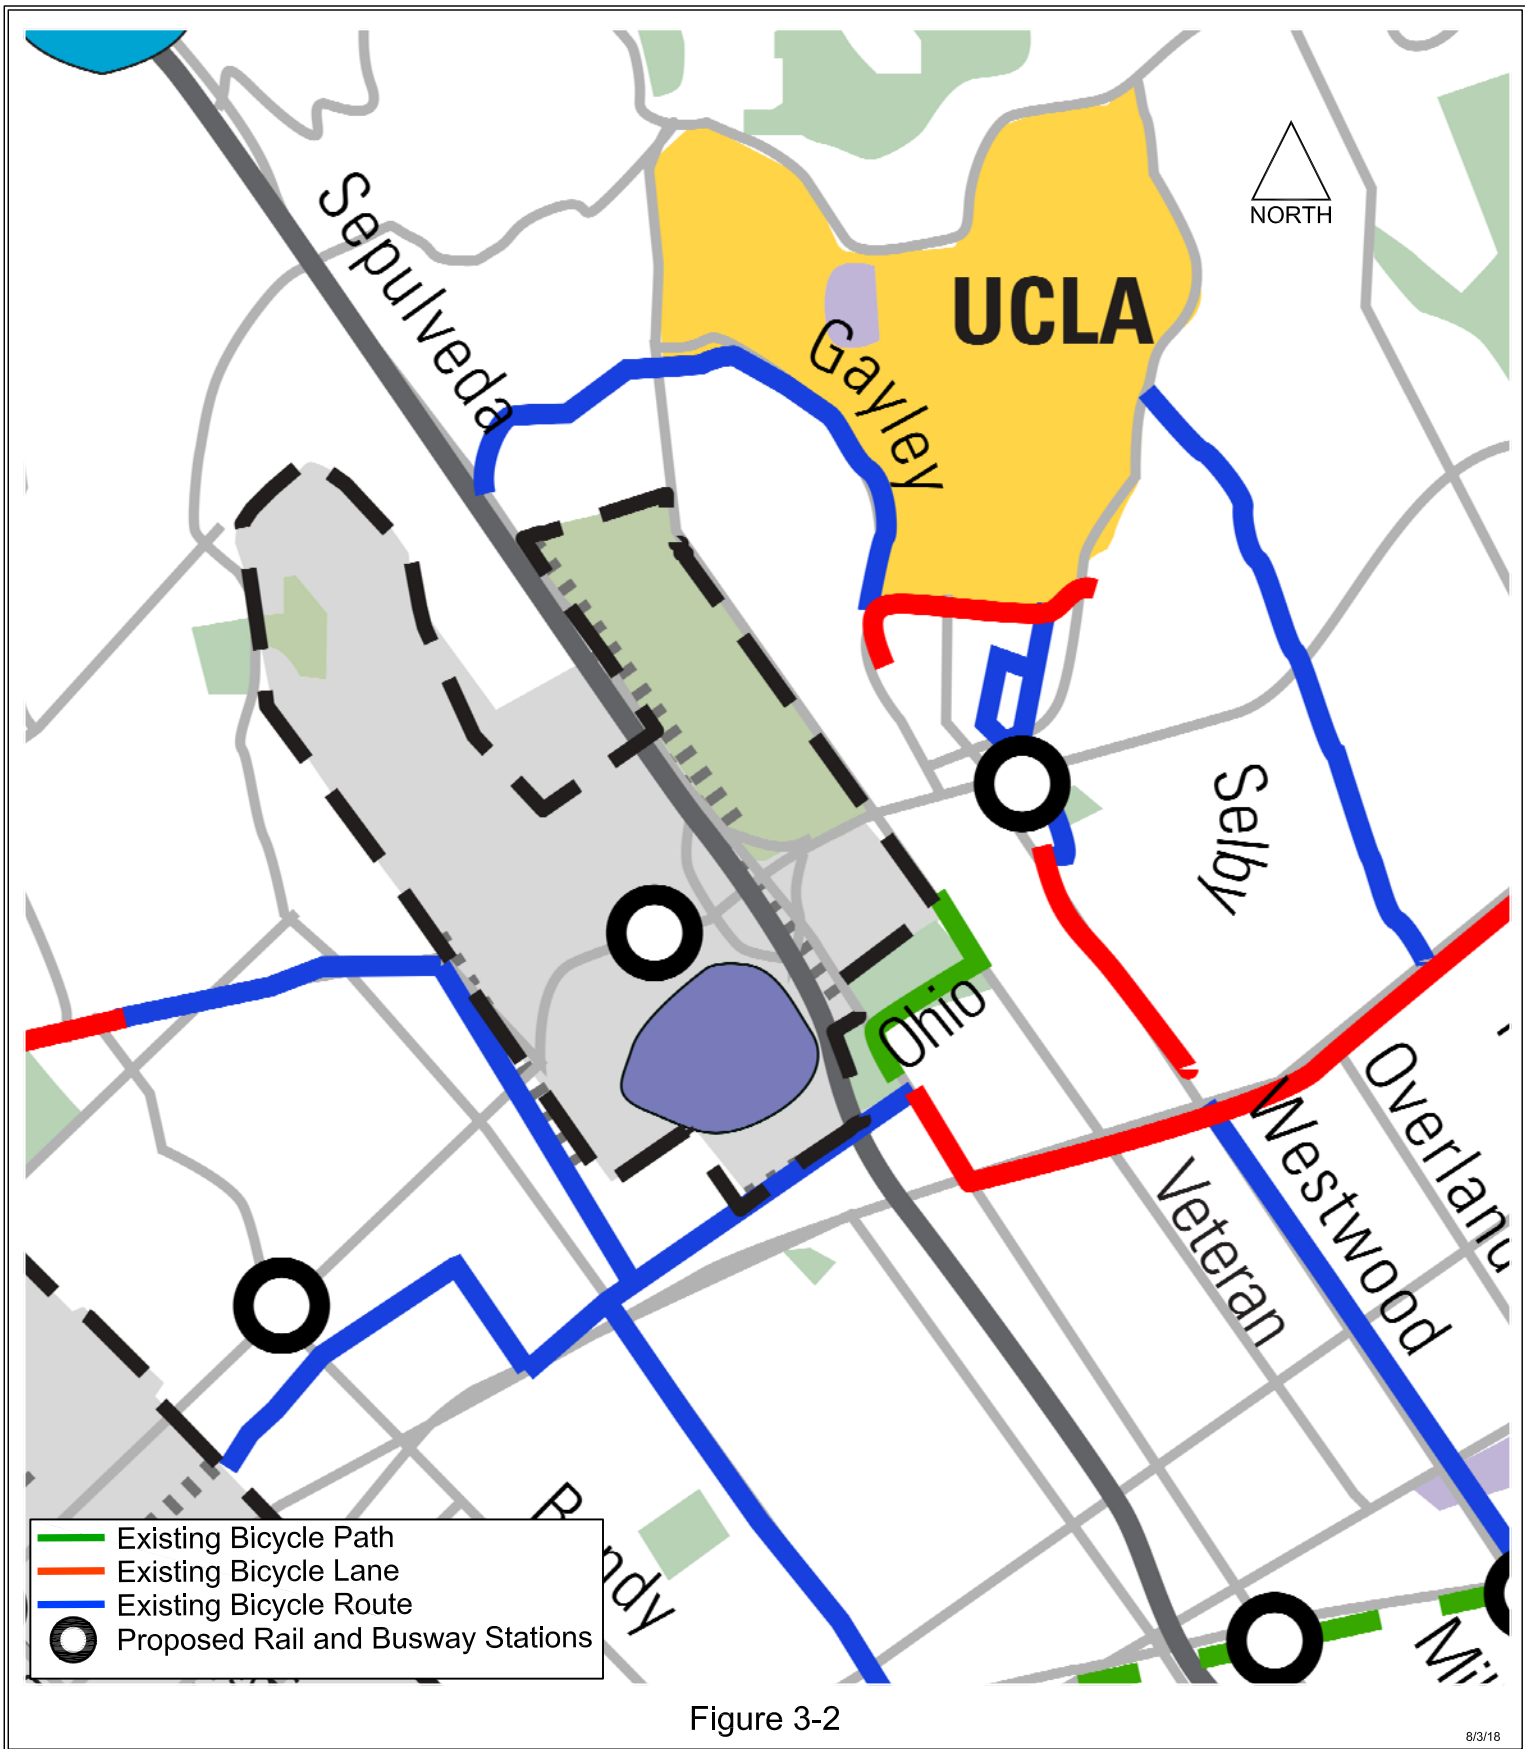 NORTH
Sepulveda
UCLA
Gayley
Selby
Ohio
Overland
Westwood
Veteran
Existing Bicycle Path
Existing Bicycle Lane
Existing Bicycle Route
Proposed Rail and Busway Stations
Figure 3-2
8/3/18